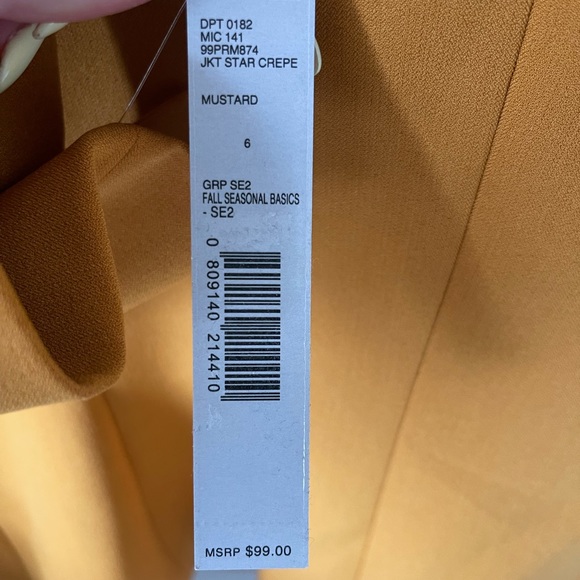 DPT 0182
MIC 141
99PRM874
JKT STAR CREPE
MUSTARD
6
GRP SE2
FALL SEASONAL BASICS
- SE2
0 809140 214410
MSRP $99.00